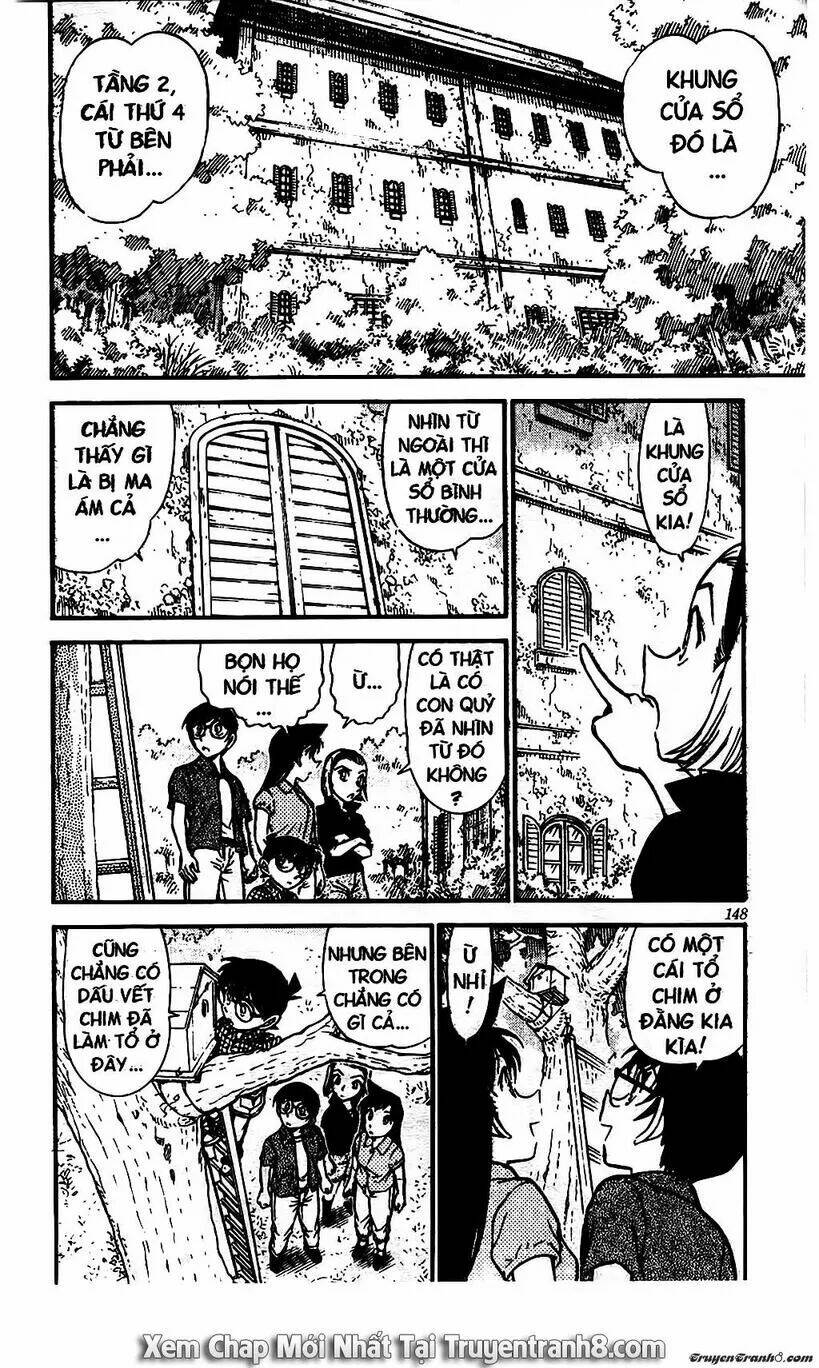 KHUNG
CỬA SỔ
ĐÓ LÀ
...
TẦNG 2,
CÁI THỨ 4
TỪ BÊN
PHẢI...
LÀ
KHUNG
CỬA
SỔ
KIA!
NHÌN TỪ
NGOÀI THÌ
LÀ MỘT CỬA
SỔ BÌNH
THƯỜNG...
CHẲNG
THẤY GÌ
LÀ BỊ MA
ÁM CẢ
...
CÓ THẬT
LÀ CÓ
CON QUỶ
ĐÃ NHÌN
TỪ ĐÓ
KHÔNG
?
Ừ...
BỌN HỌ
NÓI THẾ
...
148
CÓ MỘT
CÁI TỔ
CHIM Ở
ĐẰNG KIA
KÌA!
Ừ
NHỈ
!
NHƯNG BÊN
TRONG
CHẲNG CÓ
GÌ CẢ...
CŨNG
CHẲNG CÓ
DẤU VẾT
CHIM ĐÃ
LÀM TỔ Ở
ĐÂY...
Xem Chap Mới Nhất Tại Truyentranh8.com
TruyenTranh8.com